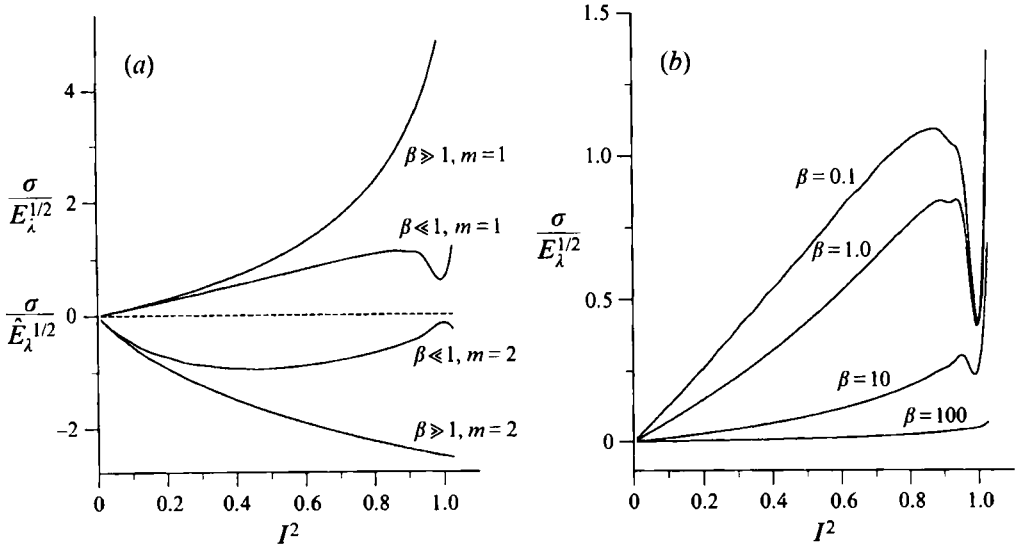 (a)
4
2
0
−2
σ
E_λ^{1/2}
σ
Ê_λ^{1/2}
β ≫ 1, m = 1
β ≪ 1, m = 1
β ≪ 1, m = 2
β ≫ 1, m = 2
0 0.2 0.4 0.6 0.8 1.0
I²
(b)
1.5
1.0
0.5
0
σ
E_λ^{1/2}
β = 0.1
β = 1.0
β = 10
β = 100
0 0.2 0.4 0.6 0.8 1.0
I²